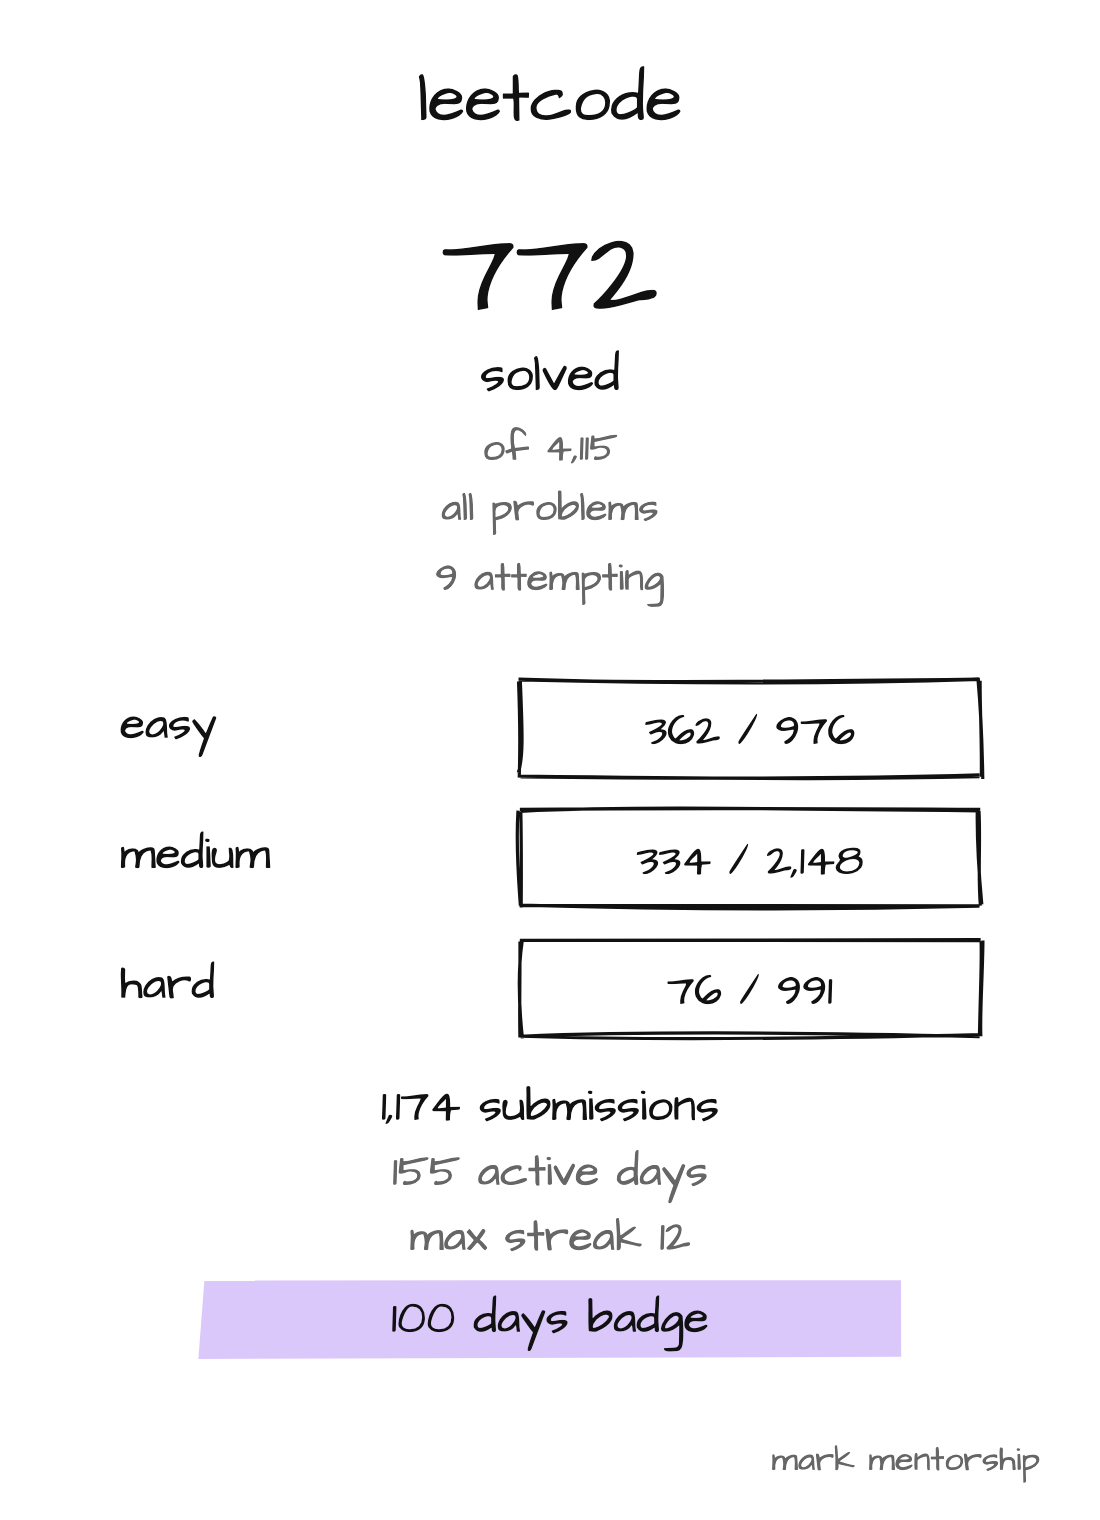 leetcode
772
solved
of 4,115
all problems
9 attempting
easy 362 / 976
medium 334 / 2,148
hard 76 / 991
1,174 submissions
155 active days
max streak 12
100 days badge
mark mentorship